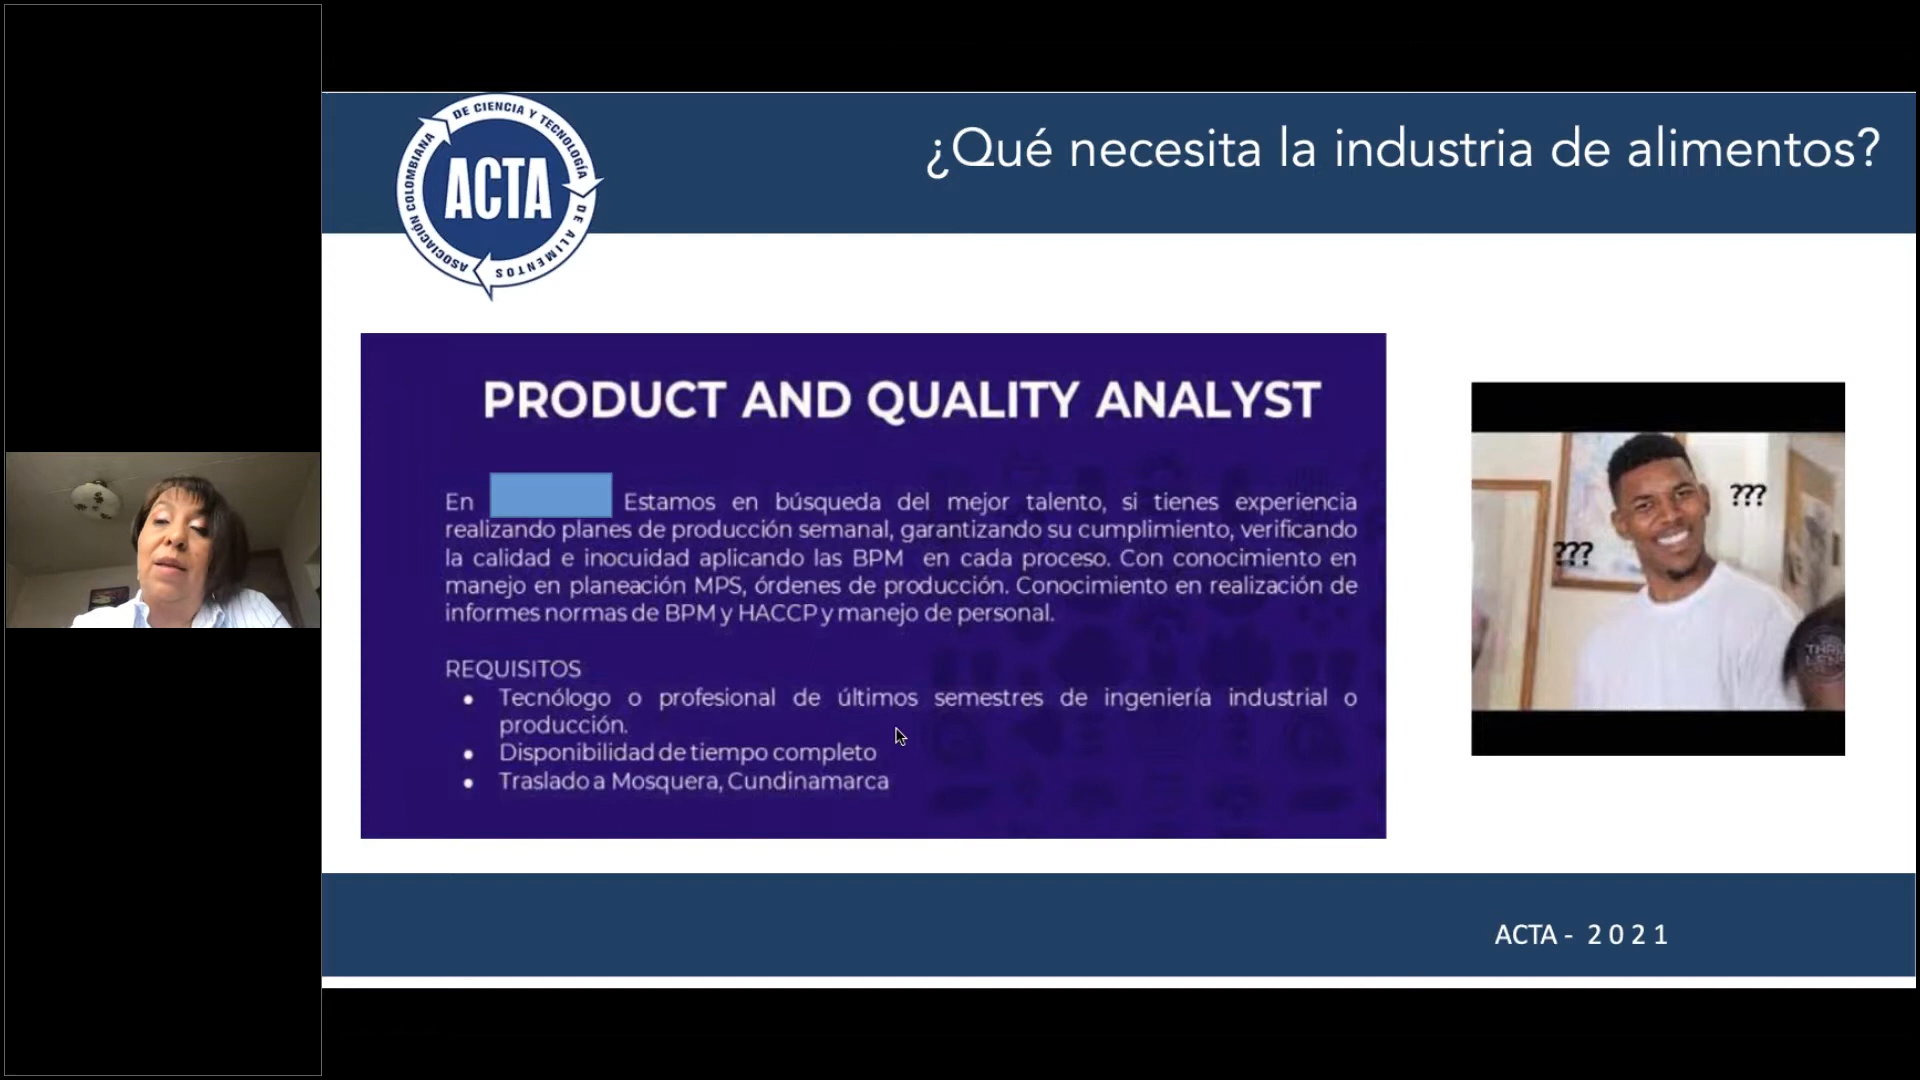 ASOCIACIÓN COLOMBIANA DE CIENCIA Y TECNOLOGÍA DE ALIMENTOS
ACTA
¿Qué necesita la industria de alimentos?
PRODUCT AND QUALITY ANALYST
En Estamos en búsqueda del mejor talento, si tienes experiencia
realizando planes de producción semanal, garantizando su cumplimiento, verificando
la calidad e inocuidad aplicando las BPM en cada proceso. Con conocimiento en
manejo en planeación MPS, órdenes de producción. Conocimiento en realización de
informes normas de BPM y HACCP y manejo de personal.
REQUISITOS
• Tecnólogo o profesional de últimos semestres de ingeniería industrial o
producción.
• Disponibilidad de tiempo completo
• Traslado a Mosquera, Cundinamarca
???
???
ACTA - 2 0 2 1